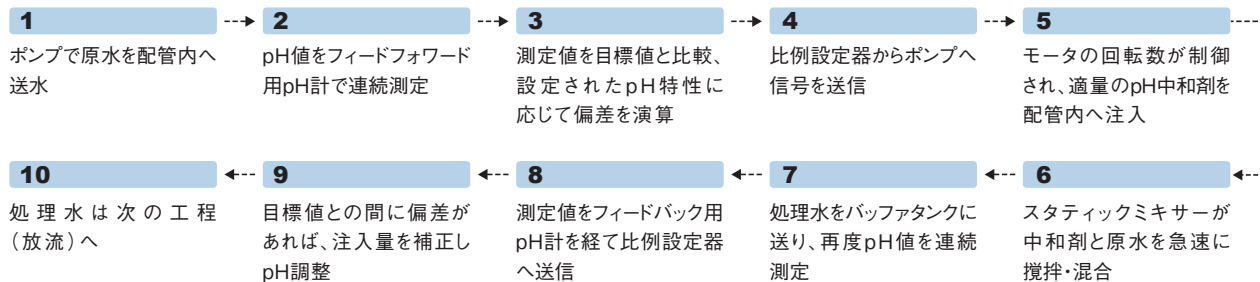 1
ポンプで原水を配管内へ
送水
2
pH値をフィードフォワード
用pH計で連続測定
3
測定値を目標値と比較、
設定されたpH特性に
応じて偏差を演算
4
比例設定器からポンプへ
信号を送信
5
モータの回転数が制御
され、適量のpH中和剤を
配管内へ注入
6
スタティックミキサーが
中和剤と原水を急速に
撹拌・混合
7
処理水をバッファタンクに
送り、再度pH値を連続
測定
8
測定値をフィードバック用
pH計を経て比例設定器
へ送信
9
目標値との間に偏差が
あれば、注入量を補正し
pH調整
10
処理水は次の工程
（放流）へ